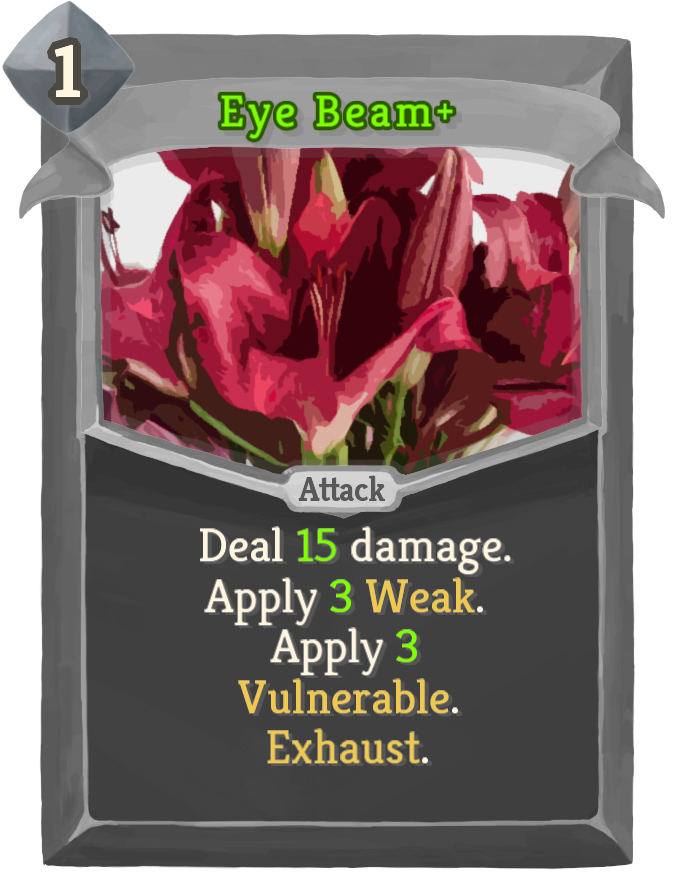 1
Eye Beam+
Attack
Deal 15 damage.
Apply 3 Weak.
Apply 3
Vulnerable.
Exhaust.